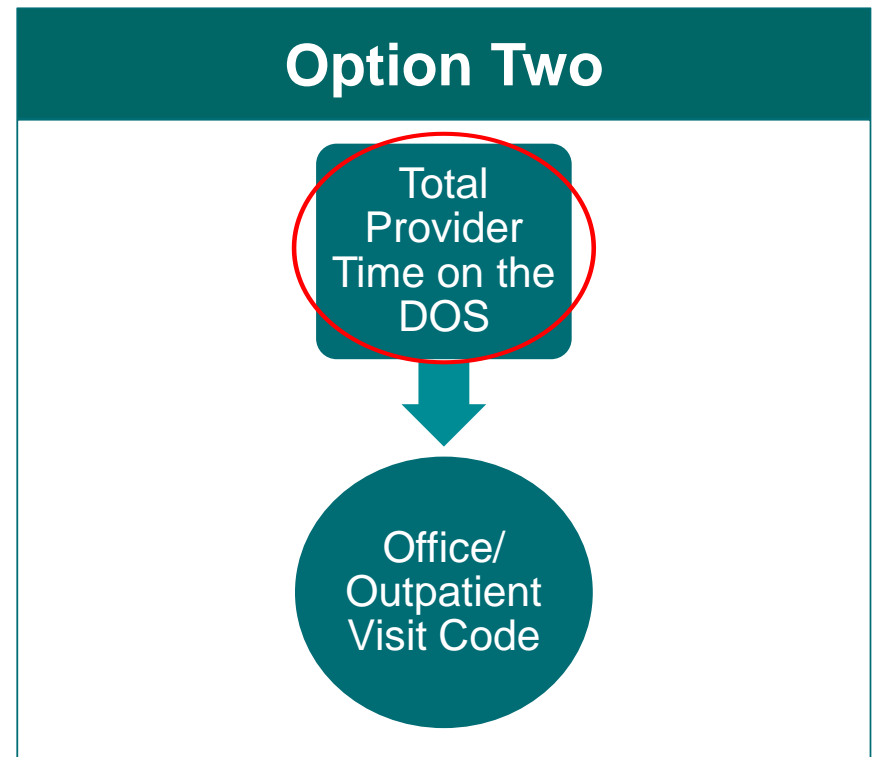 Option Two
Total
Provider
Time on the
DOS
Office/
Outpatient
Visit Code